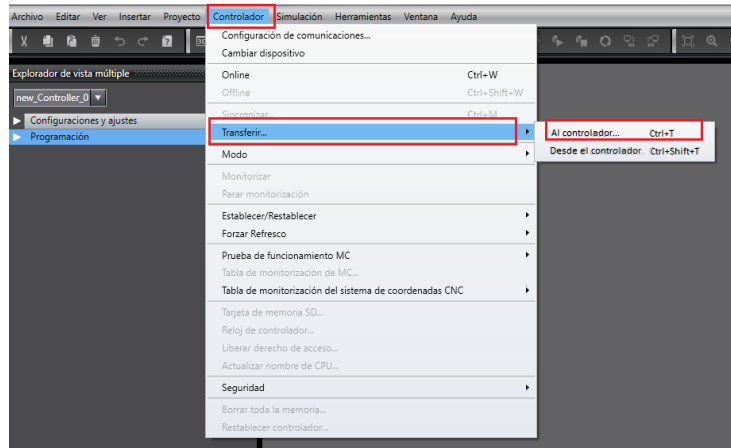 Archivo Editar Ver Insertar Proyecto Controlador Simulación Herramientas Ventana Ayuda
Explorador de vista múltiple
new_Controller_0
Configuraciones y ajustes
Programación
Configuración de comunicaciones...
Cambiar dispositivo
Online Ctrl+W
Offline Ctrl+Shift+W
Sincronizar... Ctrl+M
Transferir...
Al controlador... Ctrl+T
Desde el controlador. Ctrl+Shift+T
Modo
Monitorizar
Parar monitorización
Establecer/Restablecer
Forzar Refresco
Prueba de funcionamiento MC
Tabla de monitorización de MC...
Tabla de monitorización del sistema de coordenadas CNC
Tarjeta de memoria SD...
Reloj de controlador...
Liberar derecho de acceso...
Actualizar nombre de CPU...
Seguridad
Borrar toda la memoria...
Restablecer controlador...